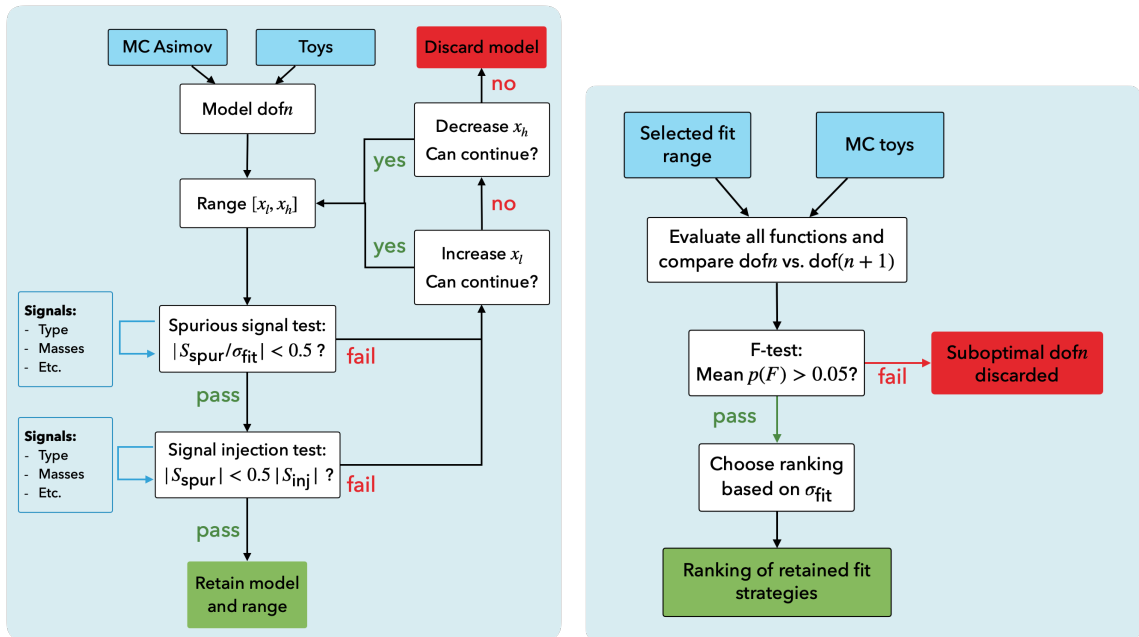 MC Asimov
Toys
Discard model
no
Model dofn
Decrease xₕ
Can continue?
yes
Range [xₗ, xₕ]
no
yes
Increase xₗ
Can continue?
Signals:
- Type
- Masses
- Etc.
Spurious signal test:
|S_spur/σ_fit| < 0.5 ?
fail
pass
Signals:
- Type
- Masses
- Etc.
Signal injection test:
|S_spur| < 0.5 |S_inj| ?
fail
pass
Retain model
and range
Selected fit
range
MC toys
Evaluate all functions and
compare dofn vs. dof(n + 1)
F-test:
Mean p(F) > 0.05?
fail
Suboptimal dofn
discarded
pass
Choose ranking
based on σ_fit
Ranking of retained fit
strategies